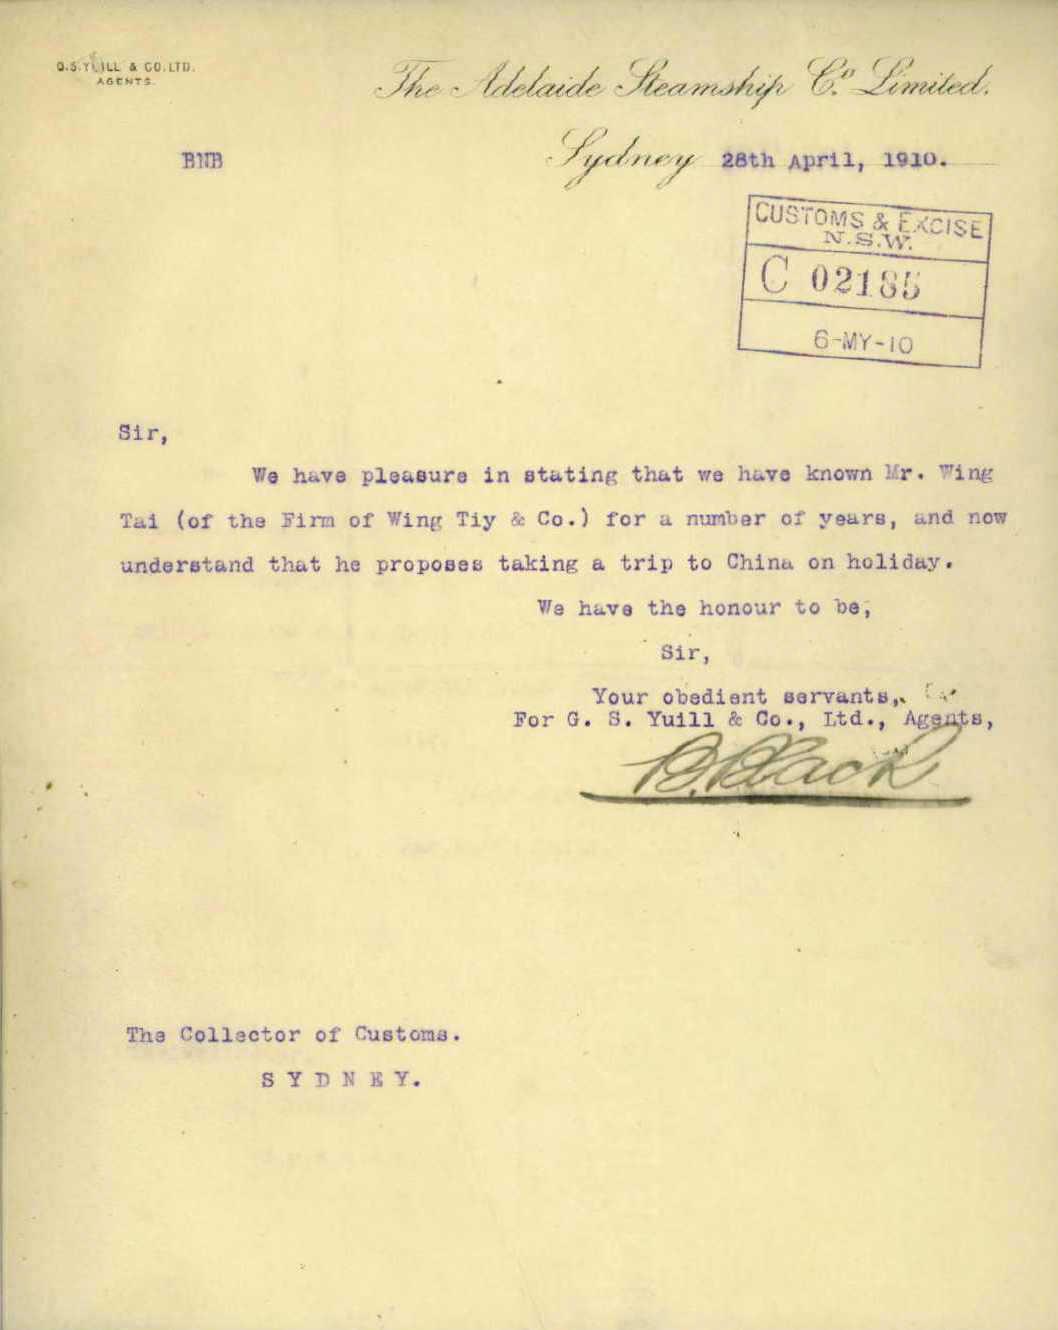 G.S.YUILL & CO.LTD.
AGENTS.
The Adelaide Steamship Co. Limited.
BNB
Sydney 28th April, 1910.
CUSTOMS & EXCISE
N.S.W.
C 02185
6-MY-10
Sir,
We have pleasure in stating that we have known Mr. Wing
Tai (of the Firm of Wing Tiy & Co.) for a number of years, and now
understand that he proposes taking a trip to China on holiday.
We have the honour to be,
Sir,
Your obedient servants,
For G. S. Yuill & Co., Ltd., Agents,
B. Black
The Collector of Customs.
SYDNEY.